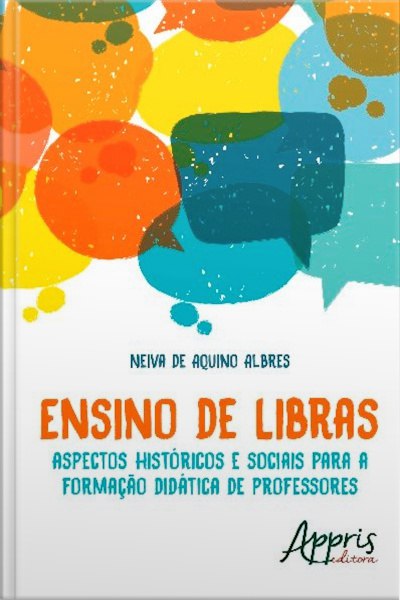 NEIVA DE AQUINO ALBRES
ENSINO DE LIBRAS
ASPECTOS HISTÓRICOS E SOCIAIS PARA A
FORMAÇÃO DIDÁTICA DE PROFESSORES
Appris
editora